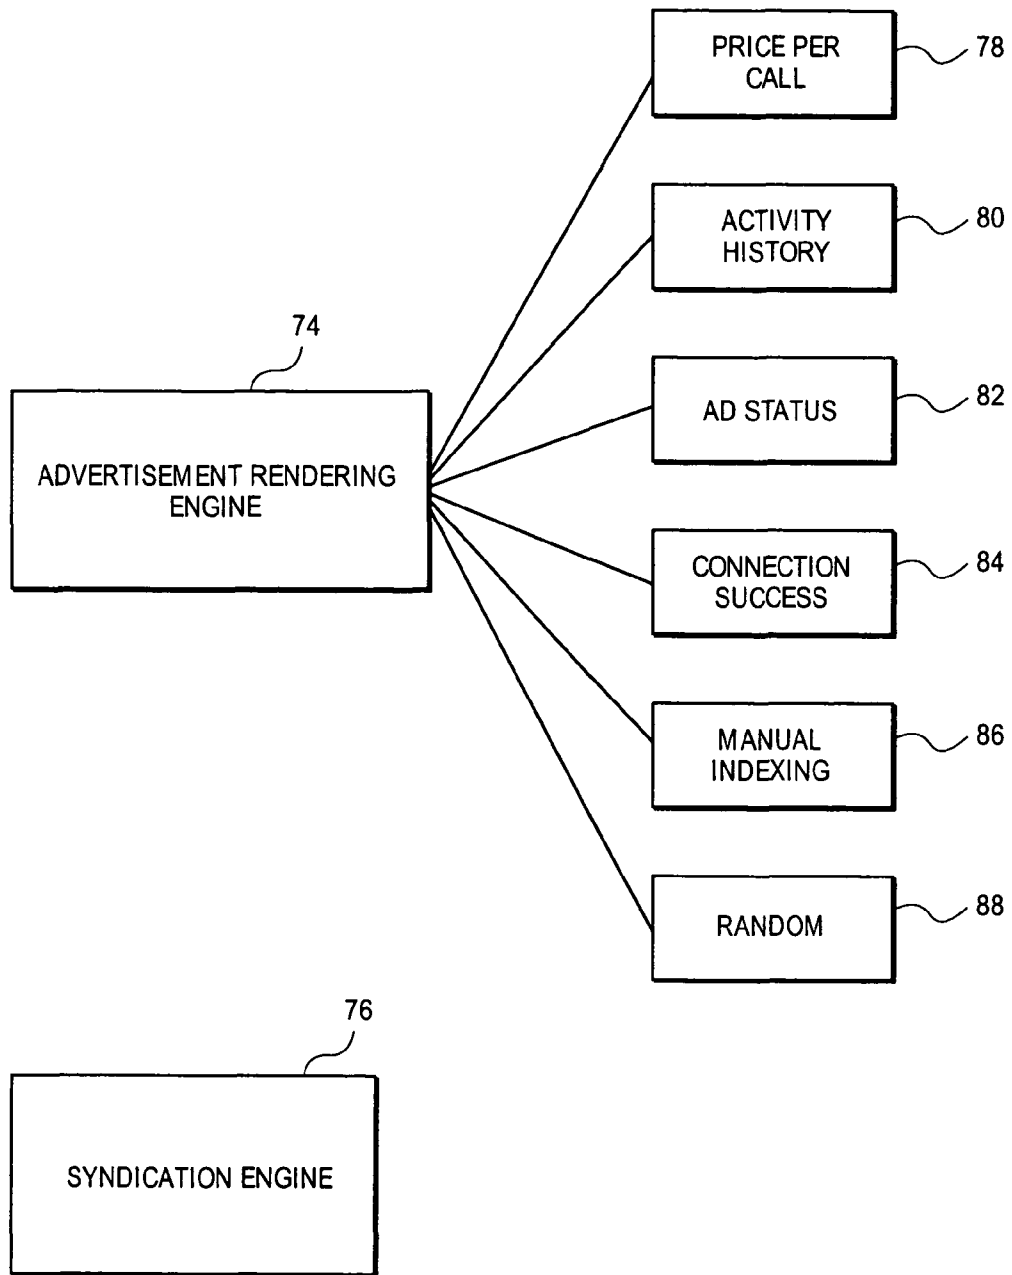 PRICE PER
CALL
78
ACTIVITY
HISTORY
80
74
AD STATUS
82
ADVERTISEMENT RENDERING
ENGINE
CONNECTION
SUCCESS
84
MANUAL
INDEXING
86
RANDOM
88
76
SYNDICATION ENGINE